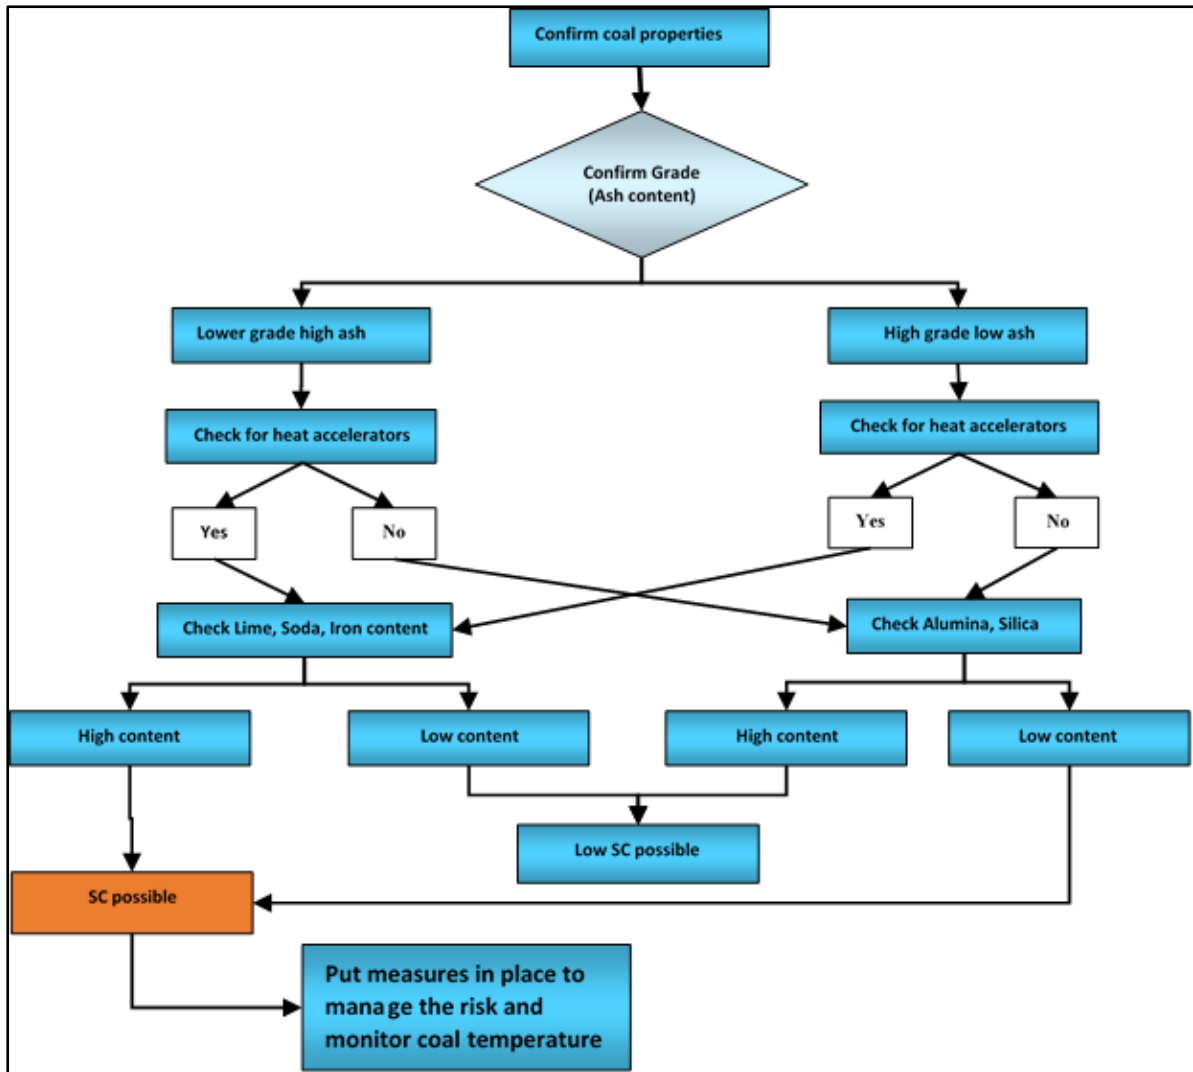 Confirm coal properties
Confirm Grade
(Ash content)
Lower grade high ash
High grade low ash
Check for heat accelerators
Check for heat accelerators
Yes
No
Yes
No
Check Lime, Soda, Iron content
Check Alumina, Silica
High content
Low content
High content
Low content
Low SC possible
SC possible
Put measures in place to
manage the risk and
monitor coal temperature